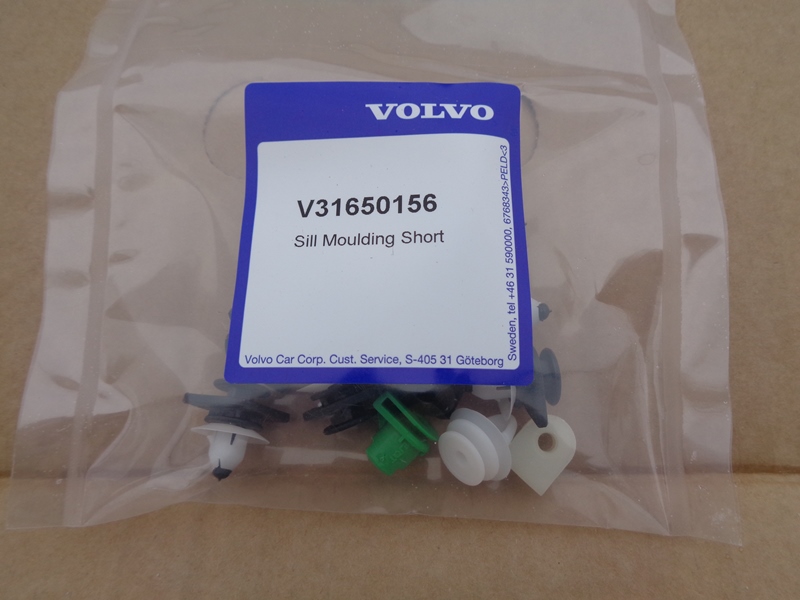 VOLVO
V31650156
Sill Moulding Short
Volvo Car Corp. Cust. Service, S-405 31 Göteborg
Sweden, tel +46 31 590000, 6768343>PELD<3